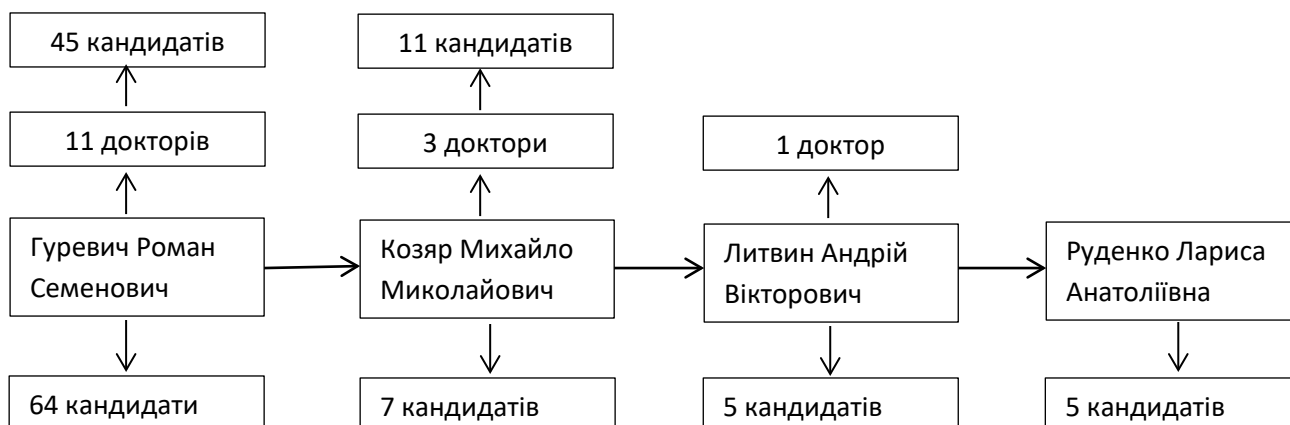 45 кандидатів
11 кандидатів
11 докторів
3 доктори
1 доктор
Гуревич Роман
Семенович
Козяр Михайло
Миколайович
Литвин Андрій
Вікторович
Руденко Лариса
Анатоліївна
64 кандидати
7 кандидатів
5 кандидатів
5 кандидатів